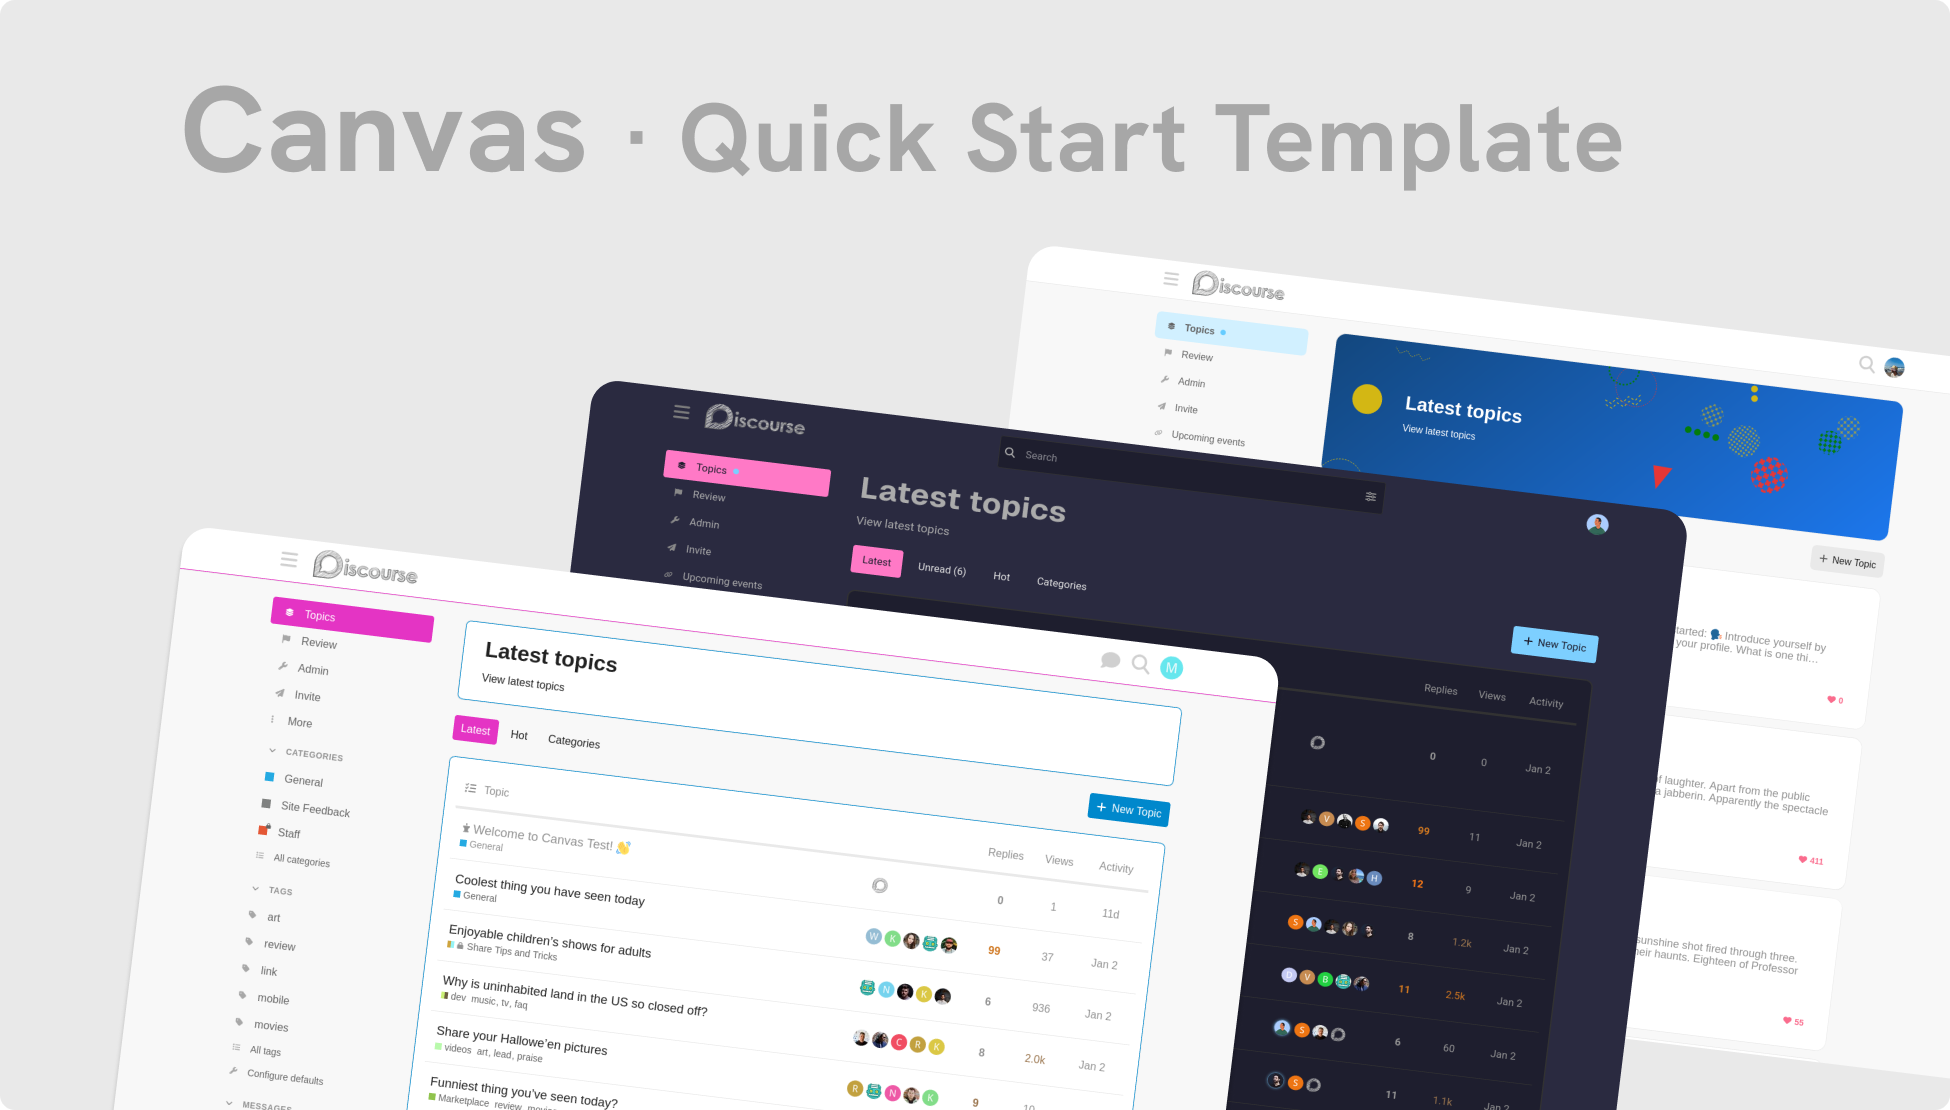 Canvas · Quick Start Template
Discourse
Topics
Review
Admin
Invite
Upcoming events
Latest topics
View latest topics
+ New Topic
tarted: Introduce yourself by
your profile. What is one thi...
0
of laughter. Apart from the public
a jabberin. Apparently the spectacle
411
sunshine shot fired through three.
heir haunts. Eighteen of Professor
55
Discourse
Search
Topics
Review
Admin
Invite
Upcoming events
Latest topics
View latest topics
Latest Unread (6) Hot Categories
+ New Topic
Replies Views Activity
0 0 Jan 2
V S 99 11 Jan 2
E H 12 9 Jan 2
S 8 1.2k Jan 2
D V B 11 2.5k Jan 2
S 6 60 Jan 2
S 11 1.1k Jan 2
Discourse
M
Topics
Review
Admin
Invite
More
CATEGORIES
General
Site Feedback
Staff
All categories
TAGS
art
review
link
mobile
movies
All tags
Configure defaults
MESSAGES
Latest topics
View latest topics
Latest Hot Categories
+ New Topic
Topic Replies Views Activity
Welcome to Canvas Test! 0 1 11d
General
Coolest thing you have seen today W K 99 37 Jan 2
General
Enjoyable children's shows for adults N K 6 936 Jan 2
Share Tips and Tricks
Why is uninhabited land in the US so closed off? C R K 8 2.0k Jan 2
dev music, tv, faq
Share your Hallowe'en pictures R N K 9 10
videos art, lead, praise
Funniest thing you've seen today?
Marketplace review, movies